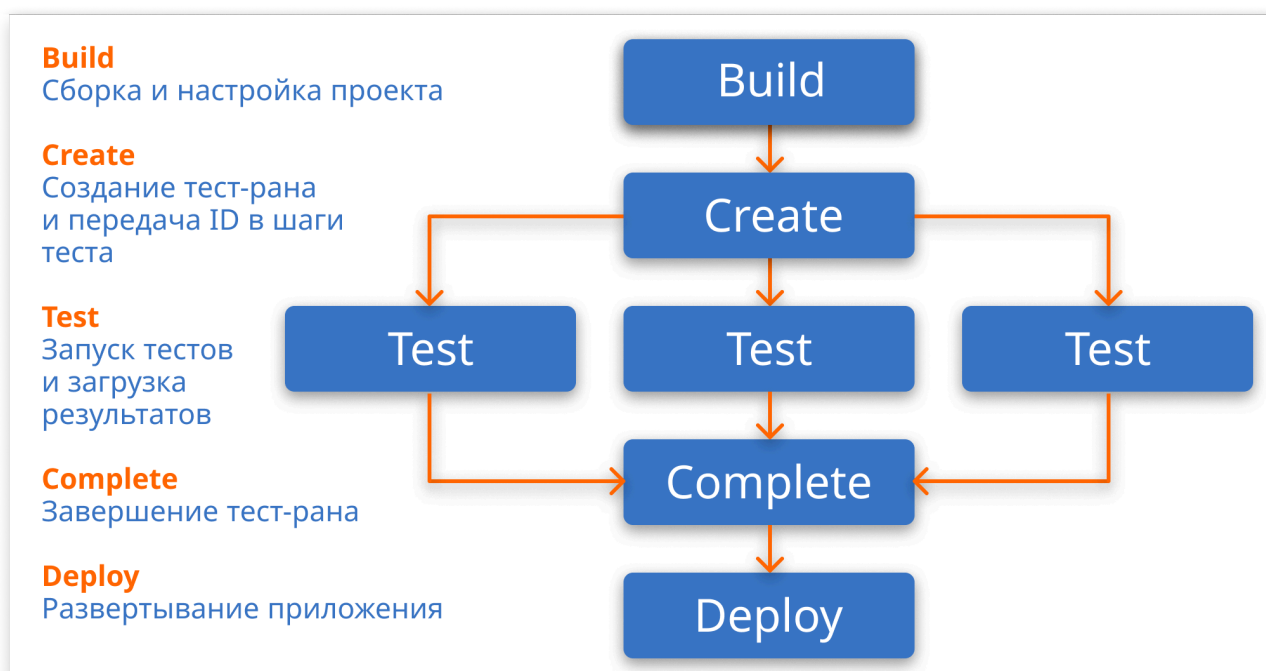 Build
Сборка и настройка проекта
Create
Создание тест-рана
и передача ID в шаги
теста
Test
Запуск тестов
и загрузка
результатов
Complete
Завершение тест-рана
Deploy
Развертывание приложения
Build
Create
Test
Test
Test
Complete
Deploy